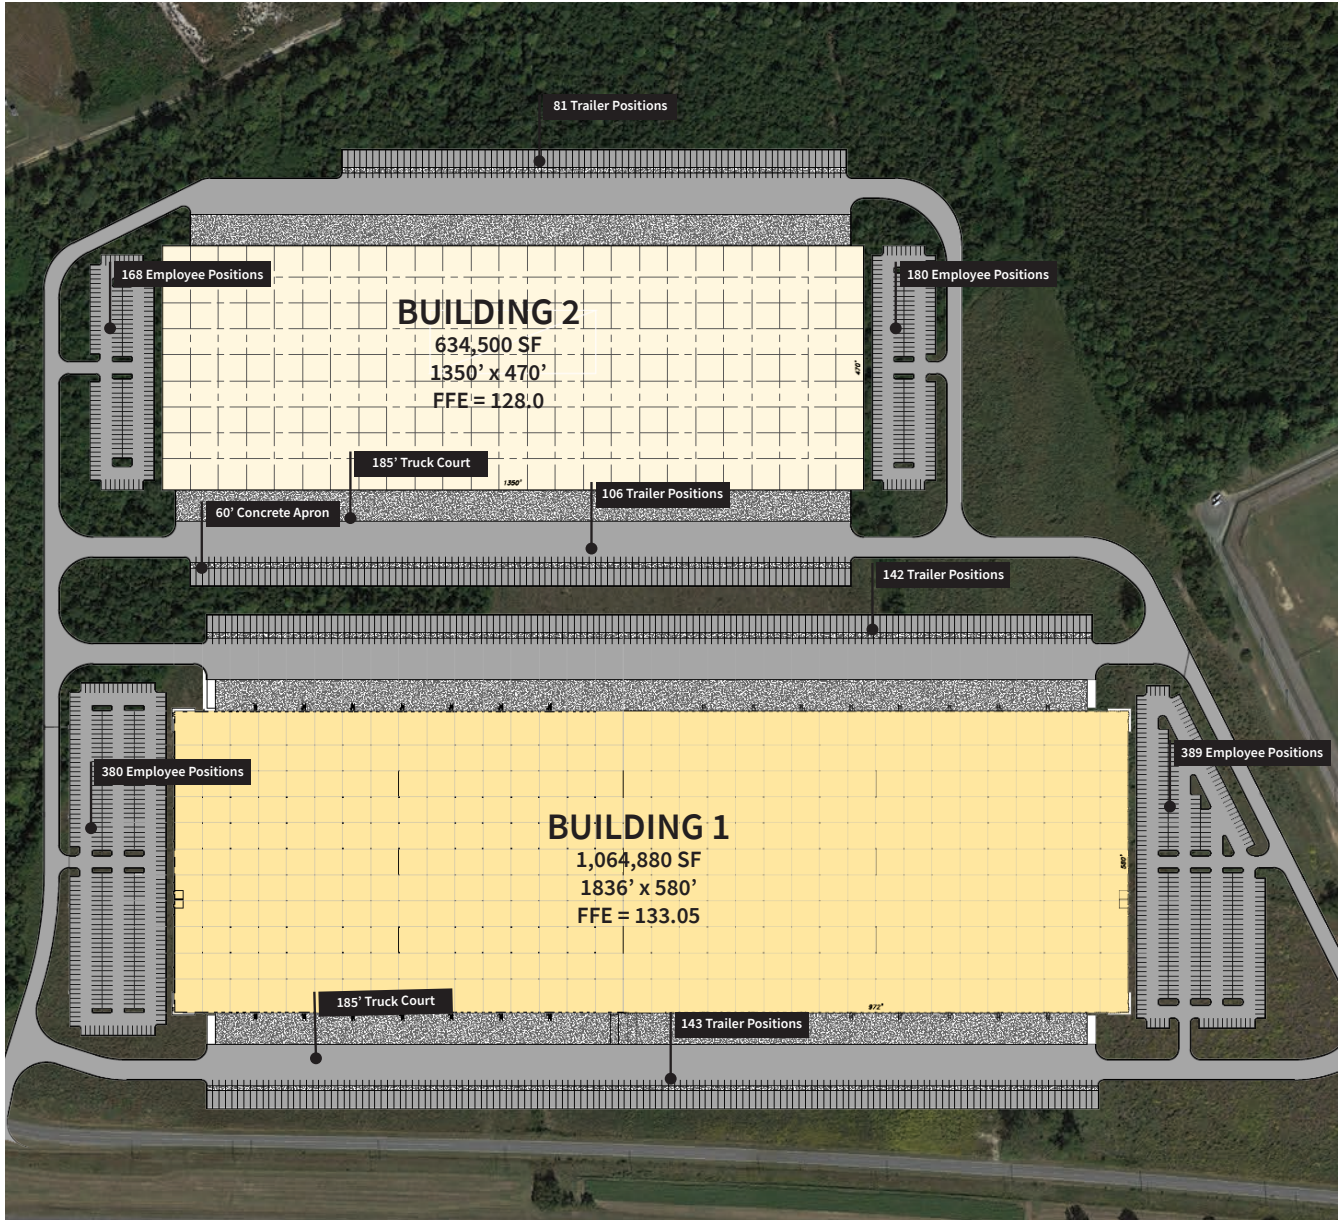 81 Trailer Positions
168 Employee Positions
180 Employee Positions
BUILDING 2
634,500 SF
1350’ x 470’
FFE = 128.0
470'
185’ Truck Court
1350'
106 Trailer Positions
60’ Concrete Apron
142 Trailer Positions
389 Employee Positions
380 Employee Positions
BUILDING 1
1,064,880 SF
1836’ x 580’
FFE = 133.05
580'
185’ Truck Court
972'
143 Trailer Positions